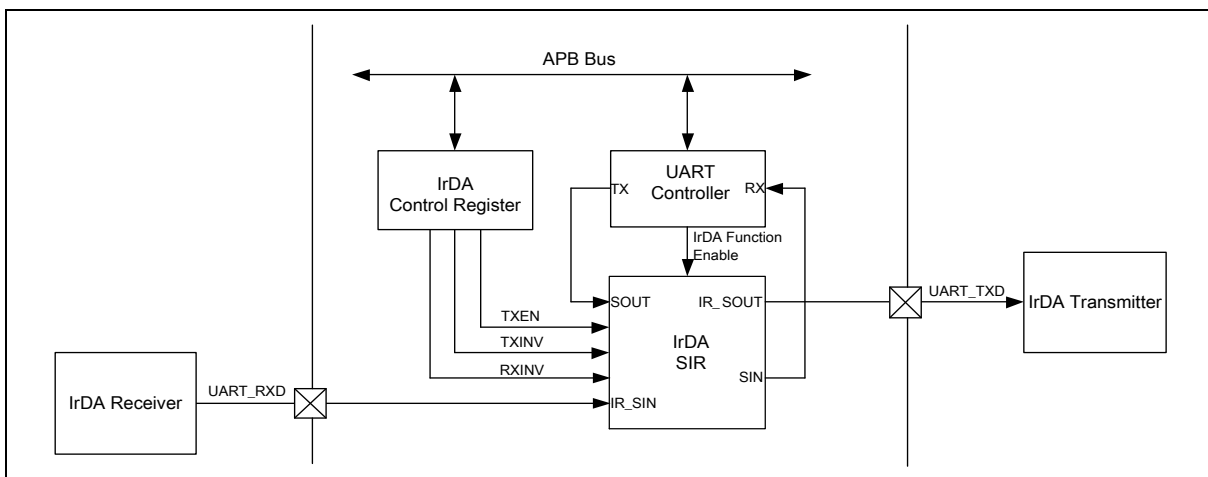 APB Bus
IrDA
Control Register
UART
Controller
TX
RX
IrDA Function
Enable
SOUT
IR_SOUT
TXEN
TXINV
RXINV
IrDA
SIR
SIN
IR_SIN
UART_TXD
IrDA Transmitter
IrDA Receiver
UART_RXD